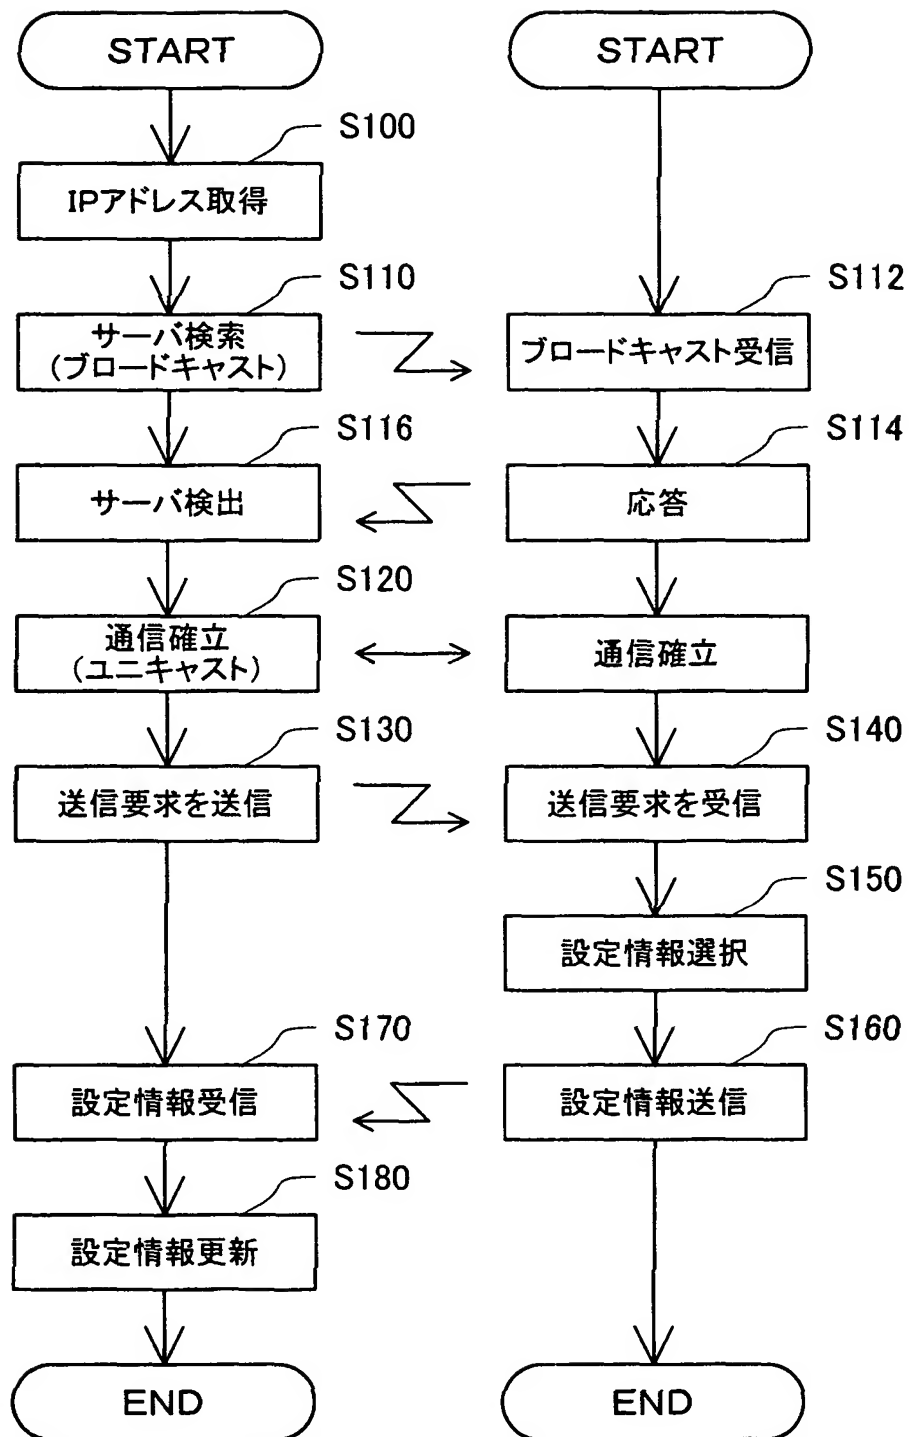 START
START
S100
IPアドレス取得
S110
S112
サーバ検索
(ブロードキャスト)
ブロードキャスト受信
S116
S114
サーバ検出
応答
S120
通信確立
(ユニキャスト)
通信確立
S130
S140
送信要求を送信
送信要求を受信
S150
設定情報選択
S170
S160
設定情報受信
設定情報送信
S180
設定情報更新
END
END